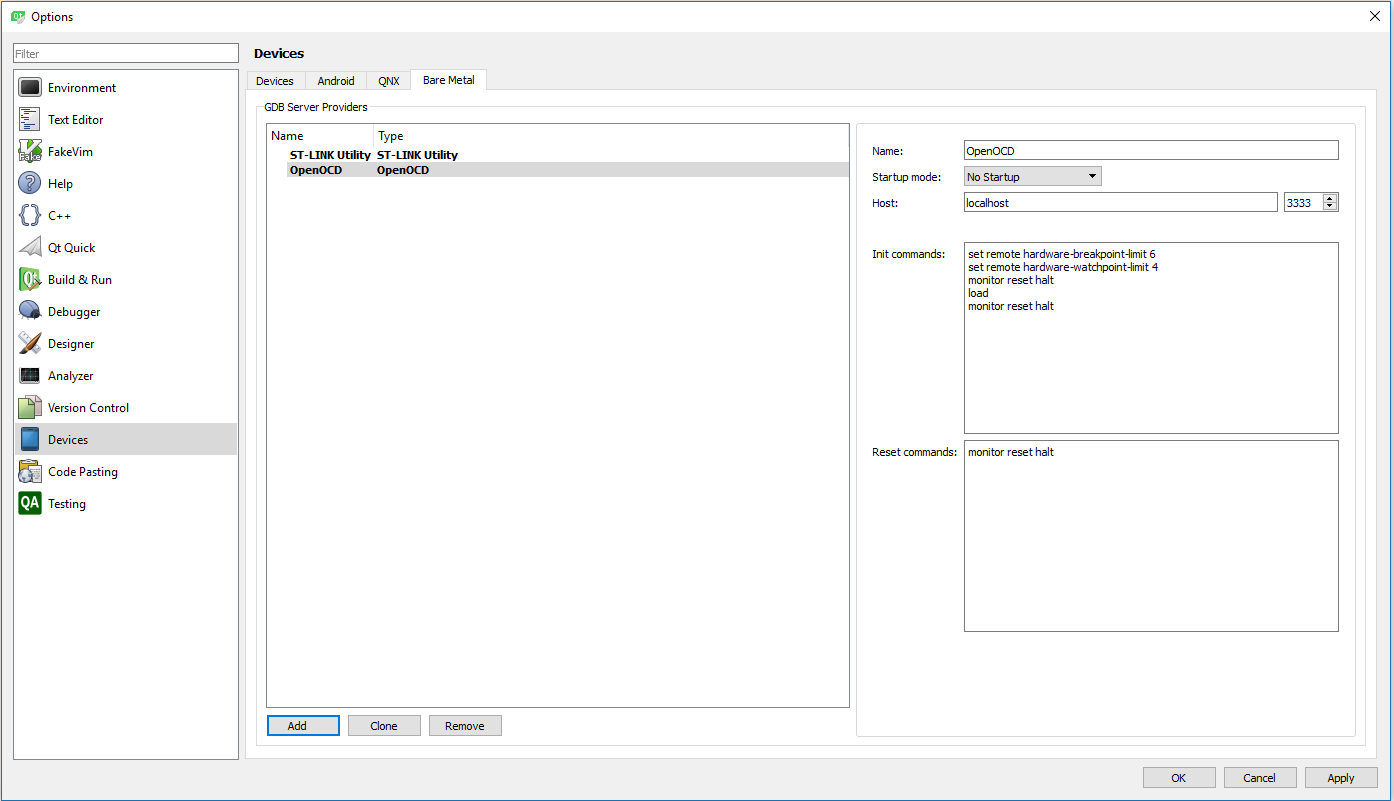 Options
Filter
Environment
Text Editor
FakeVim
Help
C++
Qt Quick
Build & Run
Debugger
Designer
Analyzer
Version Control
Devices
Code Pasting
QA Testing
Devices
Devices Android QNX Bare Metal
GDB Server Providers
Name Type
ST-LINK Utility ST-LINK Utility
OpenOCD OpenOCD
Add Clone Remove
Name: OpenOCD
Startup mode: No Startup
Host: localhost 3333
Init commands: set remote hardware-breakpoint-limit 6
set remote hardware-watchpoint-limit 4
monitor reset halt
load
monitor reset halt
Reset commands: monitor reset halt
OK Cancel Apply